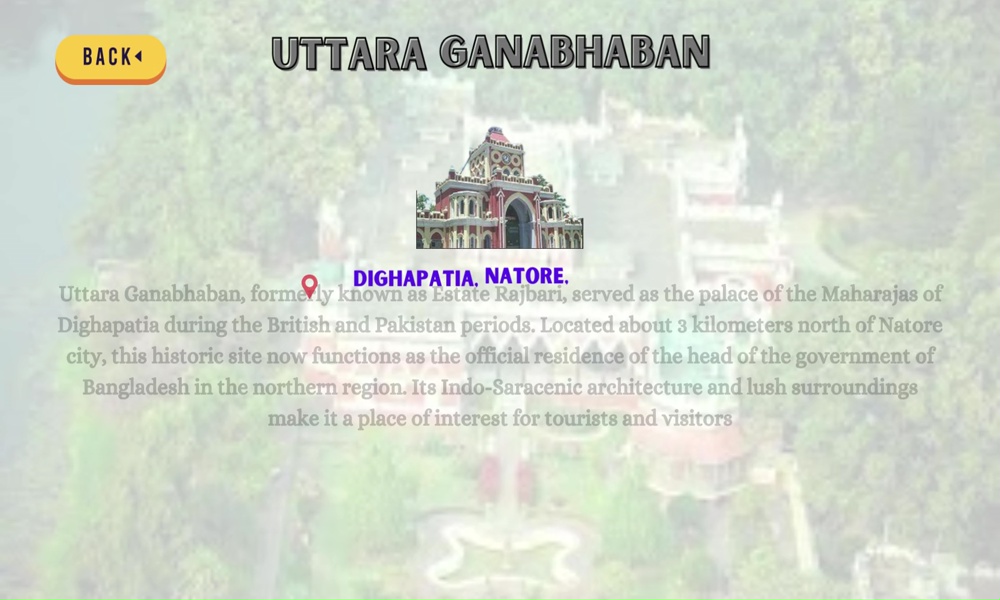 BACK
UTTARA GANABHABAN
DIGHAPATIA, NATORE,
Uttara Ganabhaban, formerly known as Estate Rajbari, served as the palace of the Maharajas of
Dighapatia during the British and Pakistan periods. Located about 3 kilometers north of Natore
city, this historic site now functions as the official residence of the head of the government of
Bangladesh in the northern region. Its Indo-Saracenic architecture and lush surroundings
make it a place of interest for tourists and visitors